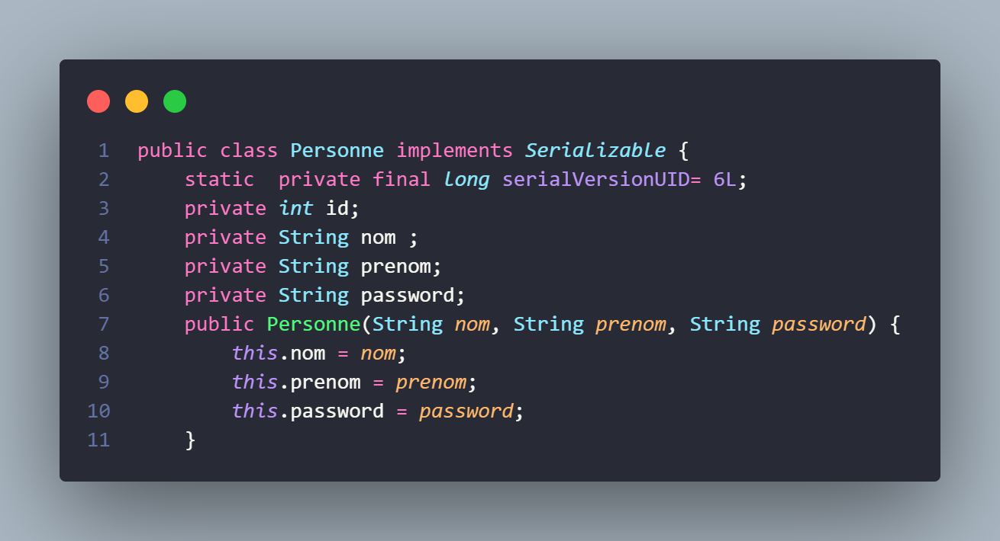 1 public class Personne implements Serializable {
2     static  private final long serialVersionUID= 6L;
3     private int id;
4     private String nom ;
5     private String prenom;
6     private String password;
7     public Personne(String nom, String prenom, String password) {
8         this.nom = nom;
9         this.prenom = prenom;
10         this.password = password;
11     }